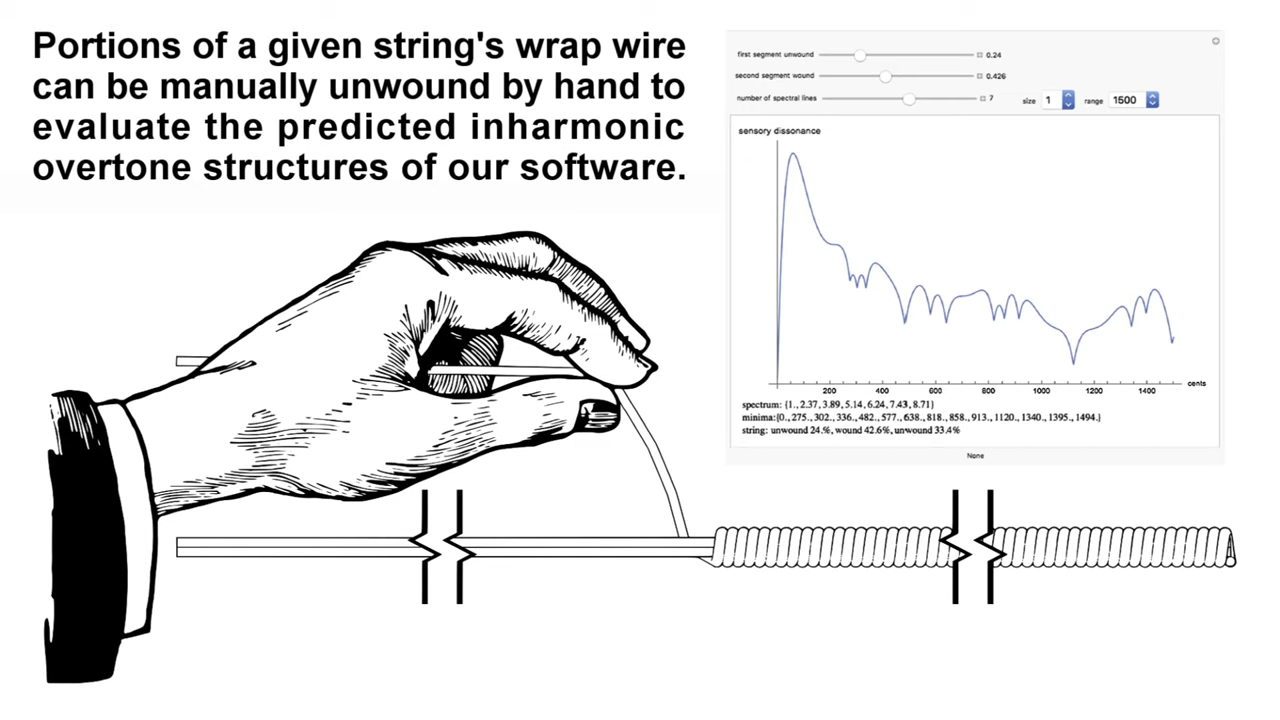 Portions of a given string's wrap wire
can be manually unwound by hand to
evaluate the predicted inharmonic
overtone structures of our software.
first segment unwound 0.24
second segment wound 0.426
number of spectral lines 7 size 1 range 1500
sensory dissonance
200 400 600 800 1000 1200 1400 cents
spectrum: {1., 2.37, 3.89, 5.14, 6.24, 7.43, 8.71}
minima:{0., 275., 302., 336., 482., 577., 638., 818., 858., 913., 1120., 1340., 1395., 1494.}
string: unwound 24.%, wound 42.6%, unwound 33.4%
None